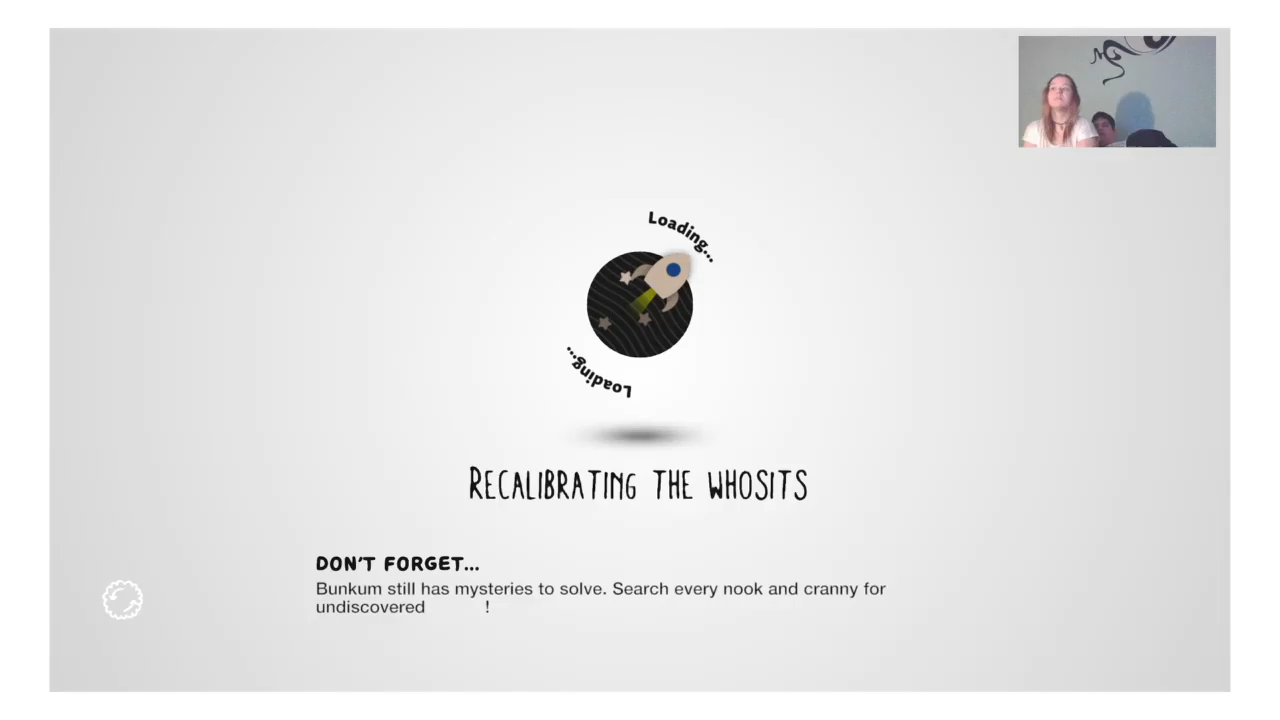 Loading...
Loading...
RECALIBRATING THE WHOSITS
DON'T FORGET...
Bunkum still has mysteries to solve. Search every nook and cranny for
undiscovered !